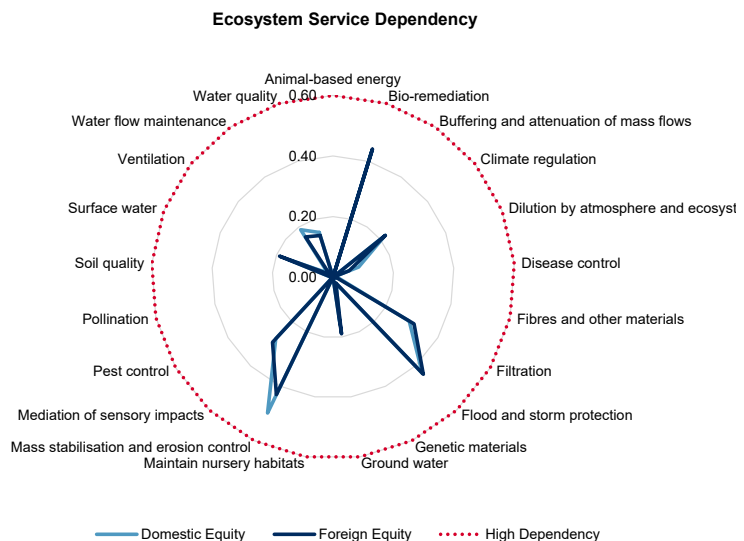 Ecosystem Service Dependency
Animal-based energy
0.60
Water quality
Bio-remediation
Water flow maintenance
Buffering and attenuation of mass flows
Ventilation
Climate regulation
0.40
Surface water
Dilution by atmosphere and ecosyst
0.20
Soil quality
Disease control
0.00
Pollination
Fibres and other materials
Pest control
Filtration
Mediation of sensory impacts
Flood and storm protection
Mass stabilisation and erosion control
Genetic materials
Maintain nursery habitats
Ground water
Domestic Equity
Foreign Equity
High Dependency